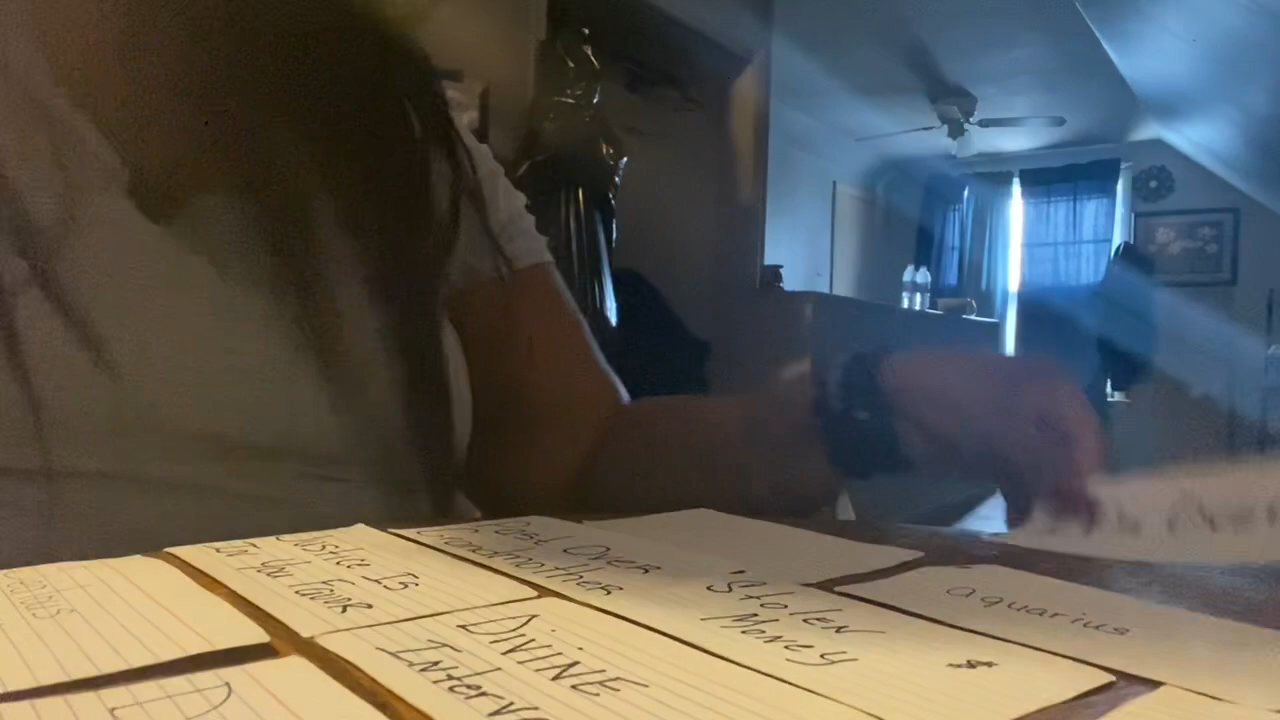 Justice Is
In You Favor
Past Over
Grandmother
"Stolen
Money
$
aquarius
DIVINE